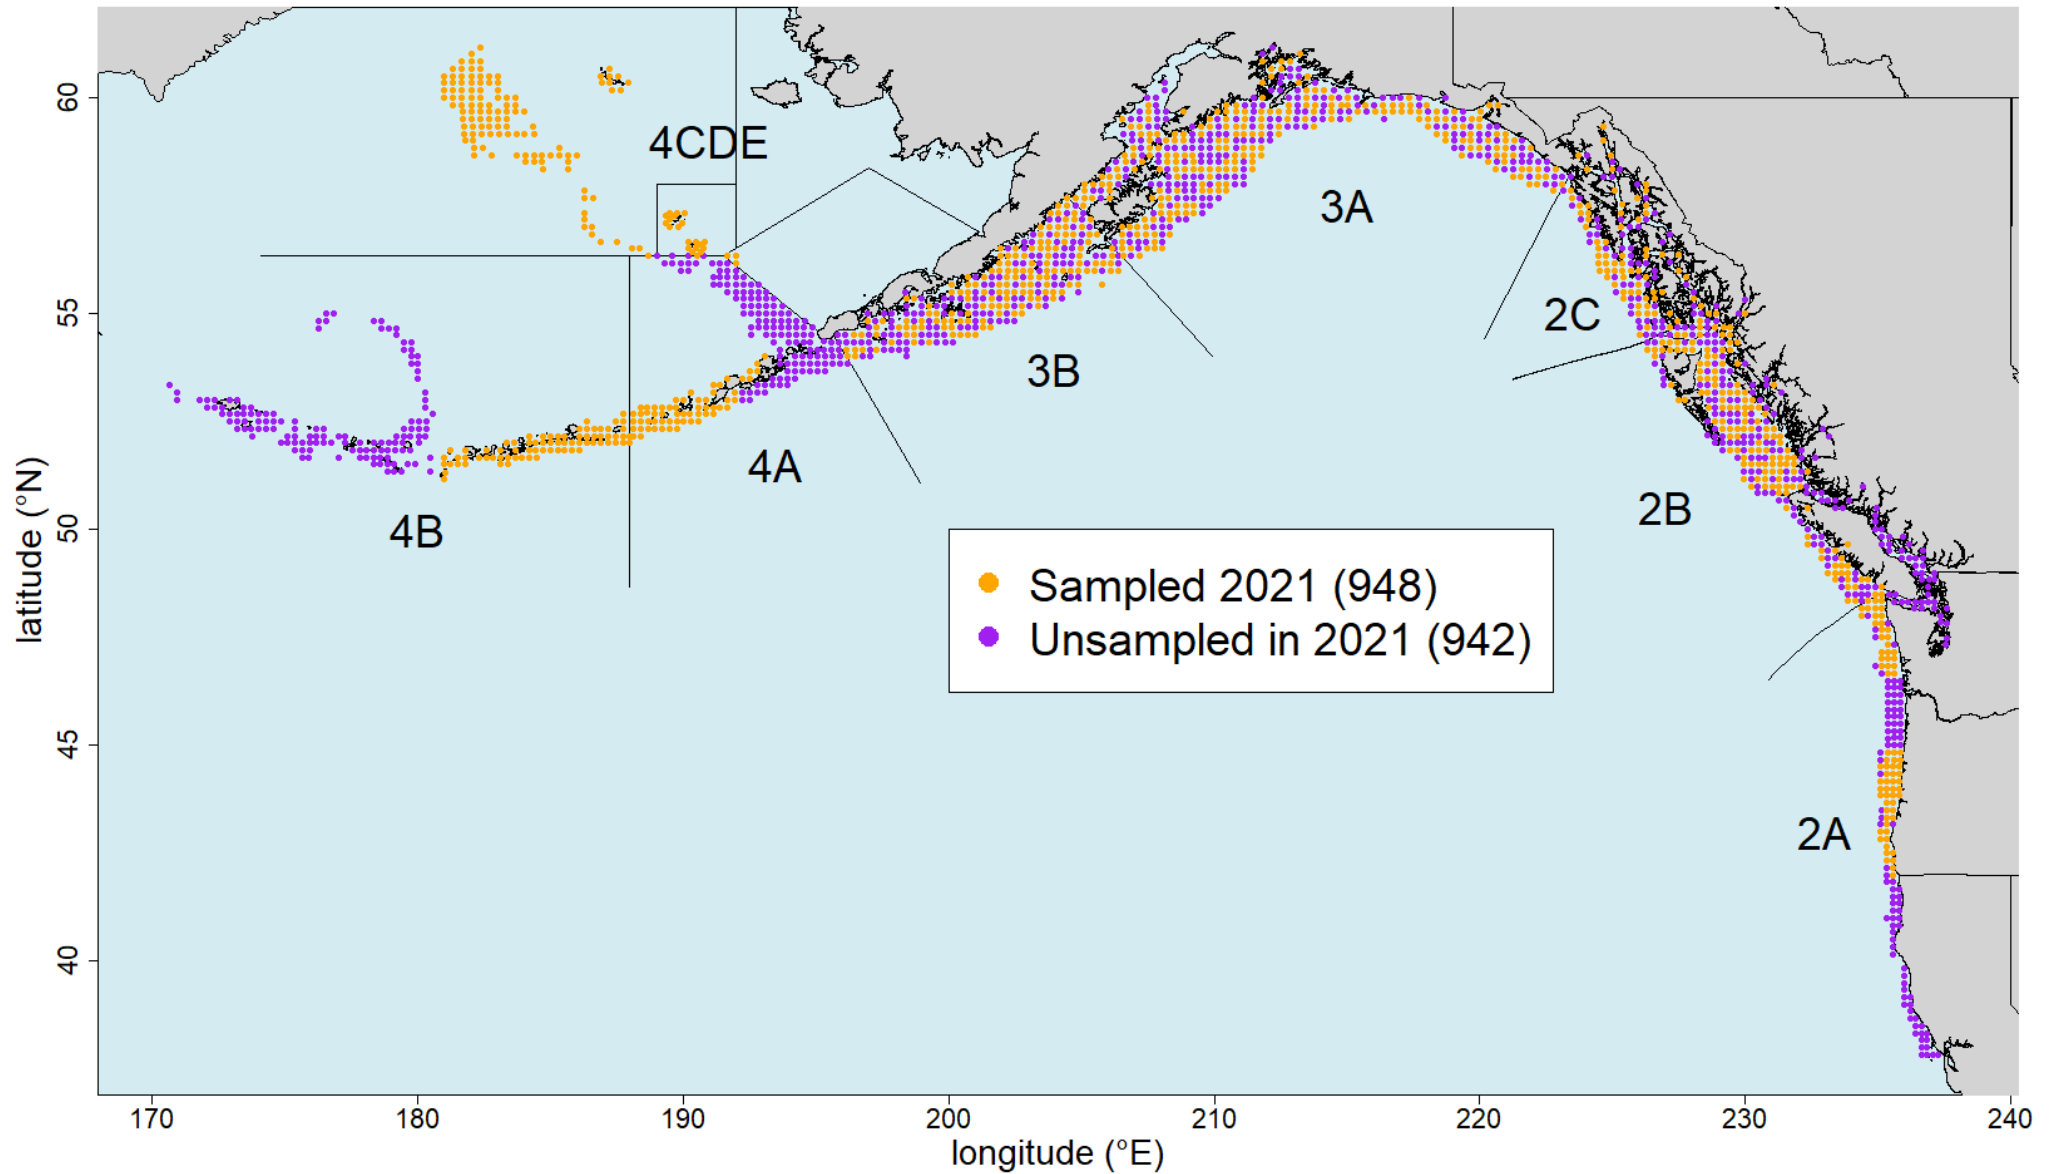 60
55
50
45
40
latitude (°N)
4CDE
3A
2C
3B
4A
2B
4B
Sampled 2021 (948)
Unsampled in 2021 (942)
2A
170
180
190
200
210
220
230
240
longitude (°E)